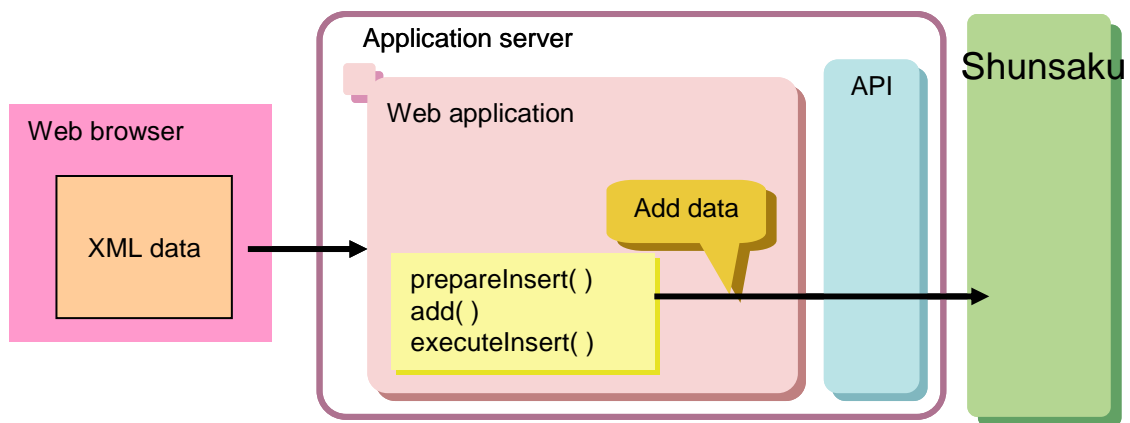 Application server
Shunsaku
API
Web application
Web browser
Add data
XML data
prepareInsert( )
add( )
executeInsert( )